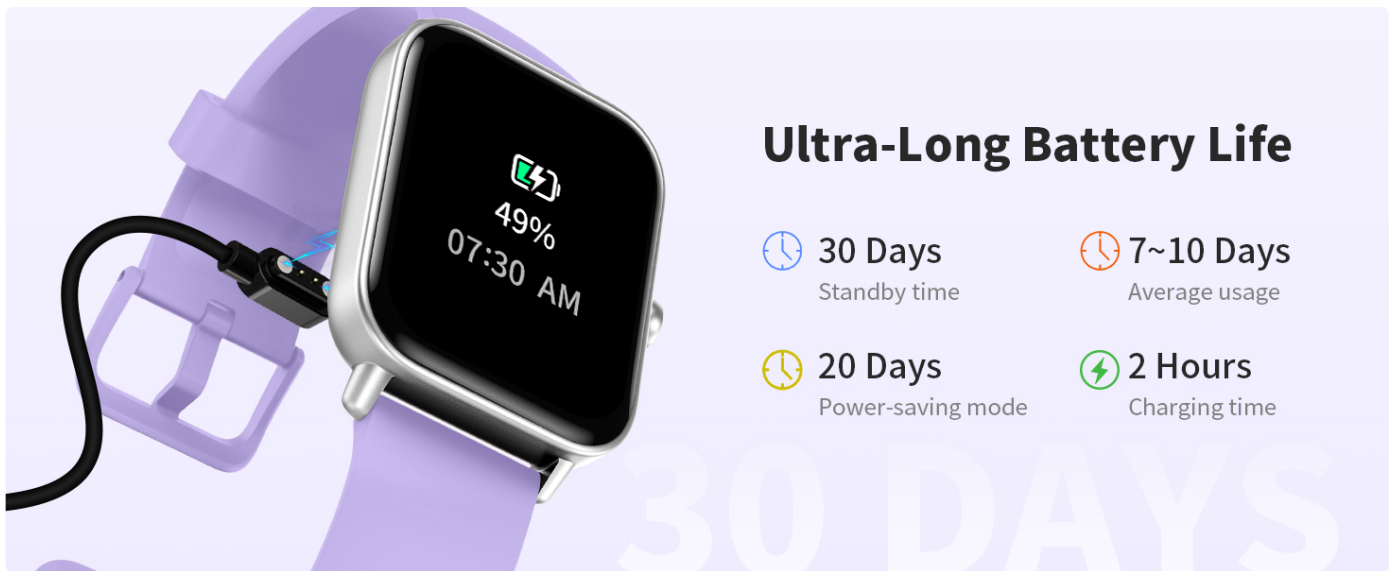 49%
07:30 AM
Ultra-Long Battery Life
30 Days
Standby time
7~10 Days
Average usage
20 Days
Power-saving mode
2 Hours
Charging time
30 DAYS